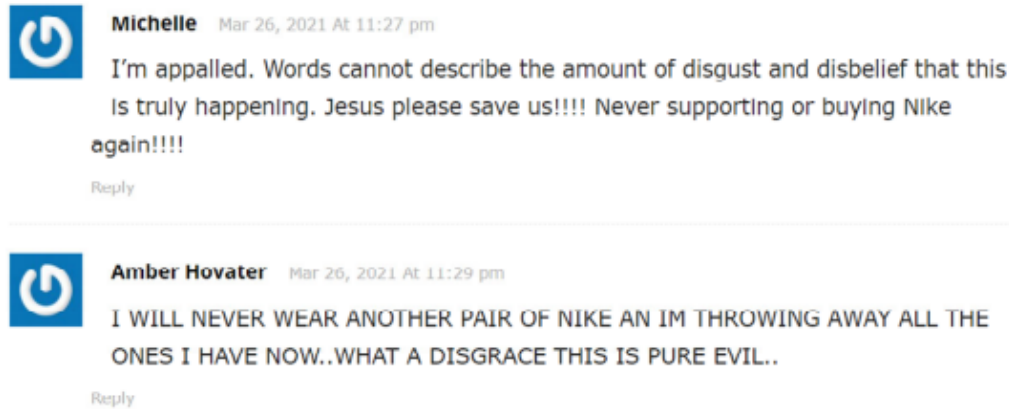 Michelle Mar 26, 2021 At 11:27 pm
I'm appalled. Words cannot describe the amount of disgust and disbelief that this
is truly happening. Jesus please save us!!!! Never supporting or buying Nike
again!!!!
Reply
Amber Hovater Mar 26, 2021 At 11:29 pm
I WILL NEVER WEAR ANOTHER PAIR OF NIKE AN IM THROWING AWAY ALL THE
ONES I HAVE NOW..WHAT A DISGRACE THIS IS PURE EVIL..
Reply